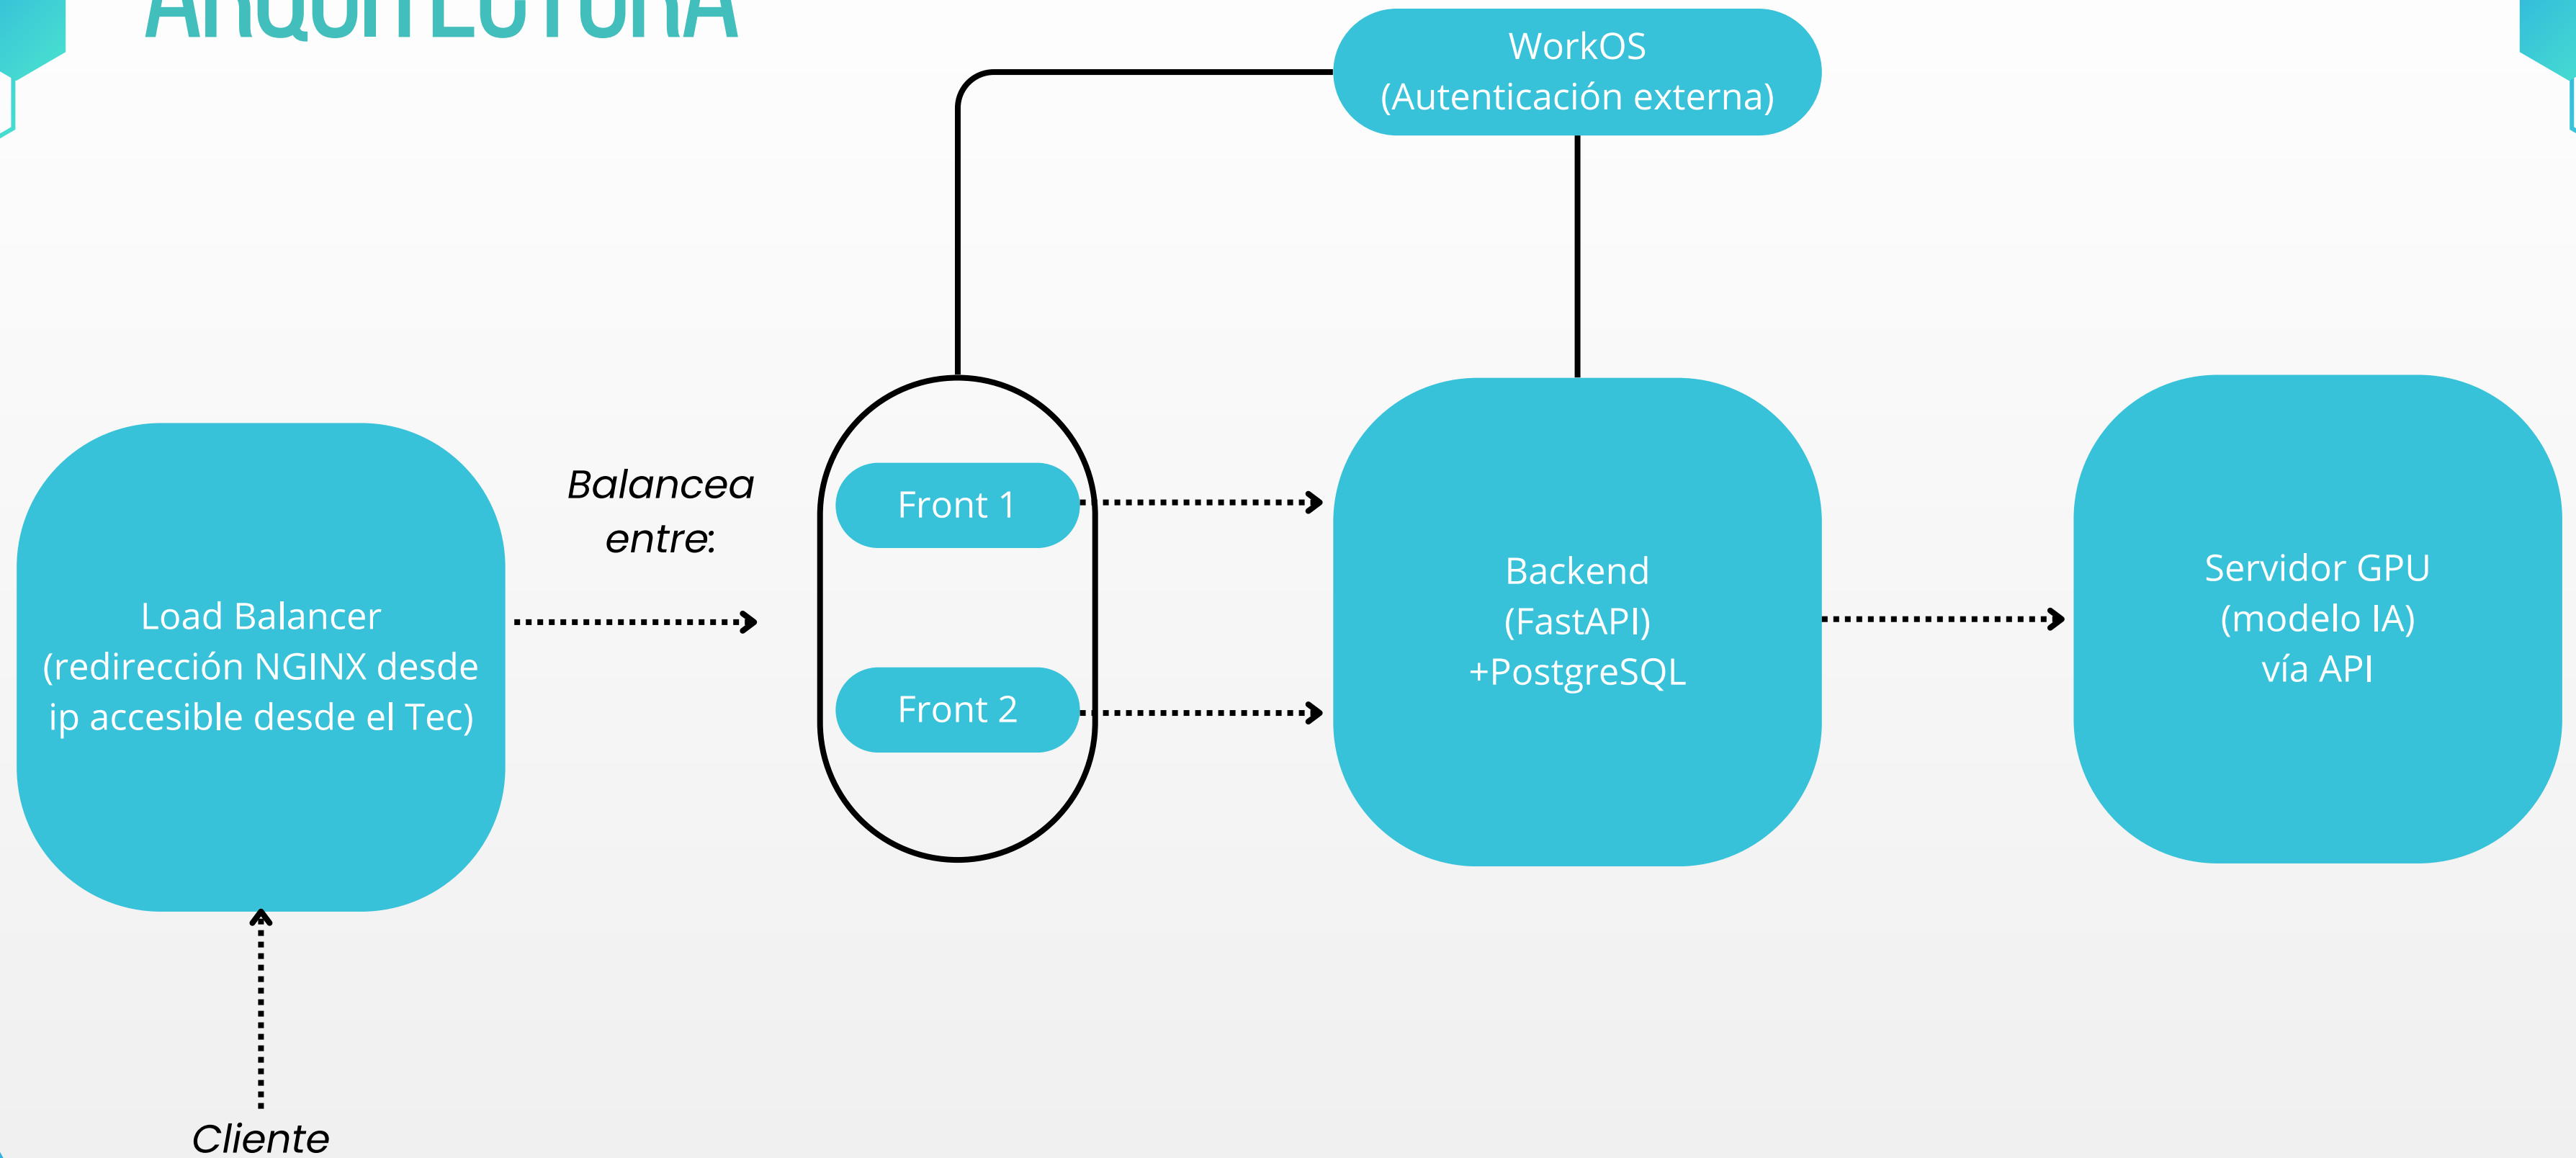 ARQUITECTURA
WorkOS
(Autenticación externa)
Balancea
entre:
Front 1
Front 2
Load Balancer
(redirección NGINX desde
ip accesible desde el Tec)
Backend
(FastAPI)
+PostgreSQL
Servidor GPU
(modelo IA)
vía API
Cliente